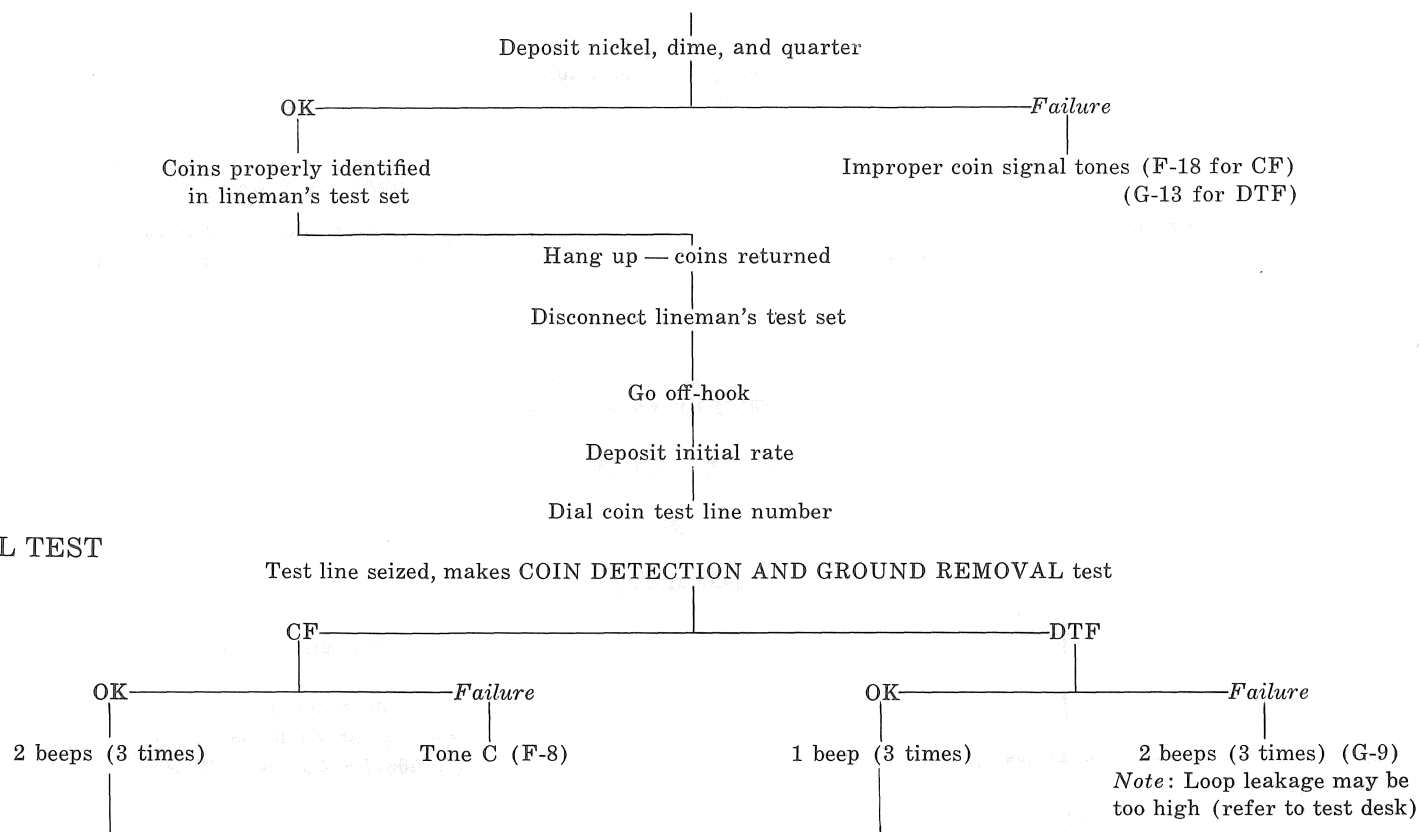 Deposit nickel, dime, and quarter
OK
Failure
Coins properly identified
in lineman's test set
Improper coin signal tones (F-18 for CF)
(G-13 for DTF)
Hang up — coins returned
Disconnect lineman's test set
Go off-hook
Deposit initial rate
Dial coin test line number
L TEST
Test line seized, makes COIN DETECTION AND GROUND REMOVAL test
CF
DTF
OK
Failure
OK
Failure
2 beeps (3 times)
Tone C (F-8)
1 beep (3 times)
2 beeps (3 times) (G-9)
Note: Loop leakage may be
too high (refer to test desk)